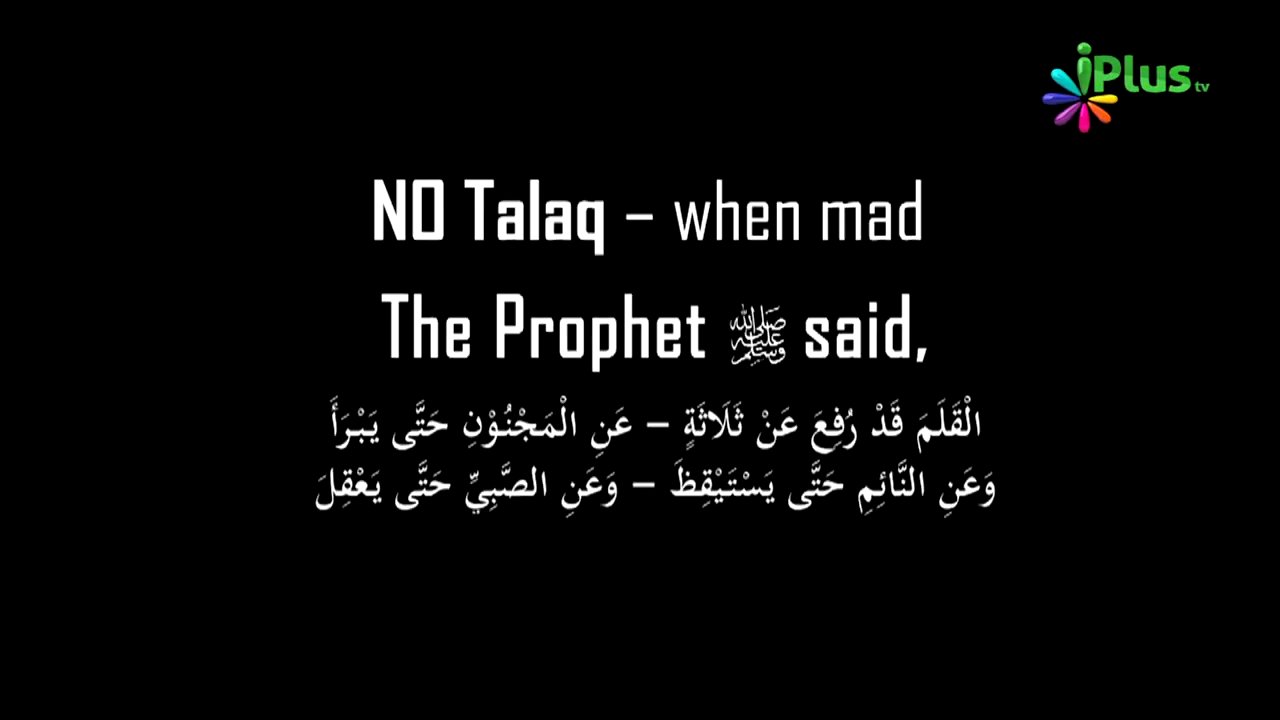 iPlus tv
NO Talaq – when mad
The Prophet ﷺ said,
الْقَلَمَ قَدْ رُفِعَ عَنْ ثَلَاثَةٍ – عَنِ الْمَجْنُوْنِ حَتَّى يَبْرَأَ
وَعَنِ النَّائِمِ حَتَّى يَسْتَيْقِظَ – وَعَنِ الصَّبِيِّ حَتَّى يَعْقِلَ